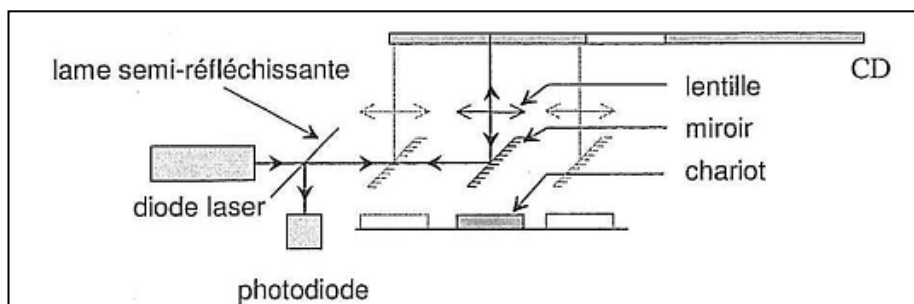 lame semi-réfléchissante
CD
lentille
miroir
chariot
diode laser
photodiode